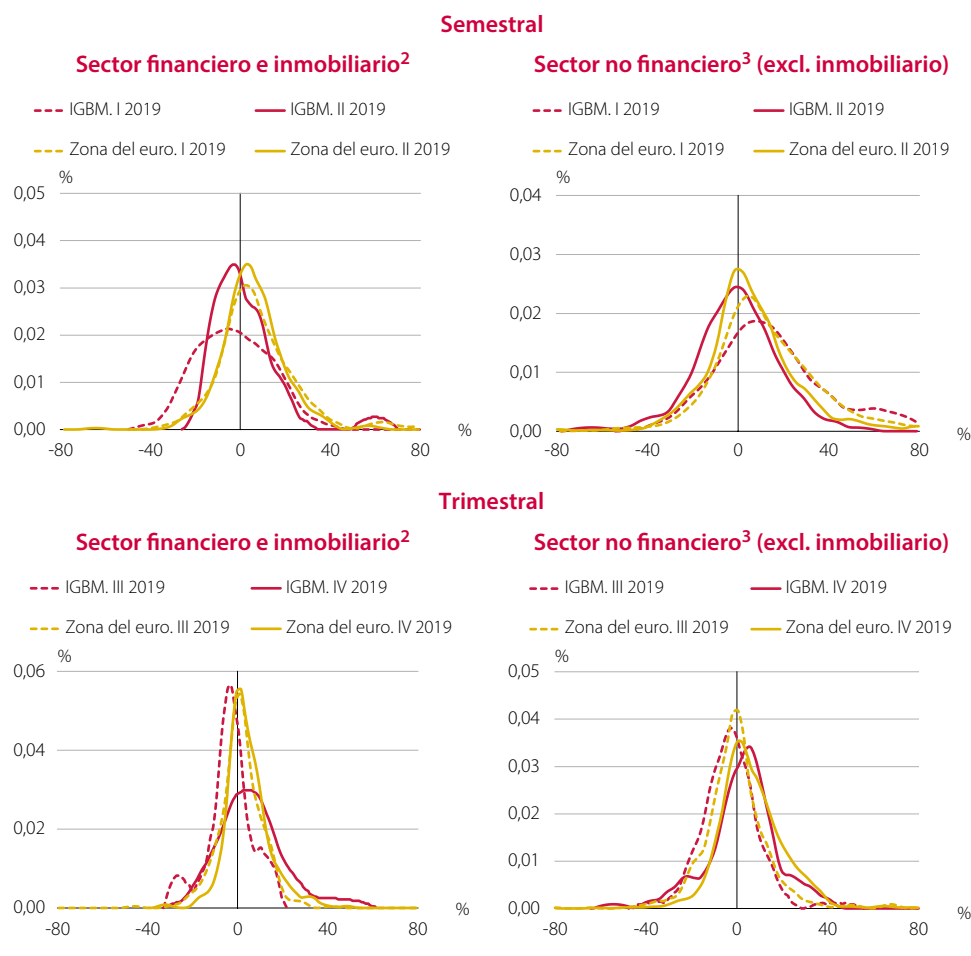 Semestral
Sector financiero e inmobiliario2
IGBM. I 2019
IGBM. II 2019
Zona del euro. I 2019
Zona del euro. II 2019
%
0,05
0,04
0,03
0,02
0,01
0,00
-80
-40
0
40
80
%
Sector no financiero3 (excl. inmobiliario)
IGBM. I 2019
IGBM. II 2019
Zona del euro. I 2019
Zona del euro. II 2019
%
0,04
0,03
0,02
0,01
0,00
-80
-40
0
40
80
%
Trimestral
Sector financiero e inmobiliario2
IGBM. III 2019
IGBM. IV 2019
Zona del euro. III 2019
Zona del euro. IV 2019
%
0,06
0,04
0,02
0,00
-80
-40
0
40
80
%
Sector no financiero3 (excl. inmobiliario)
IGBM. III 2019
IGBM. IV 2019
Zona del euro. III 2019
Zona del euro. IV 2019
%
0,05
0,04
0,03
0,02
0,01
0,00
-80
-40
0
40
80
%